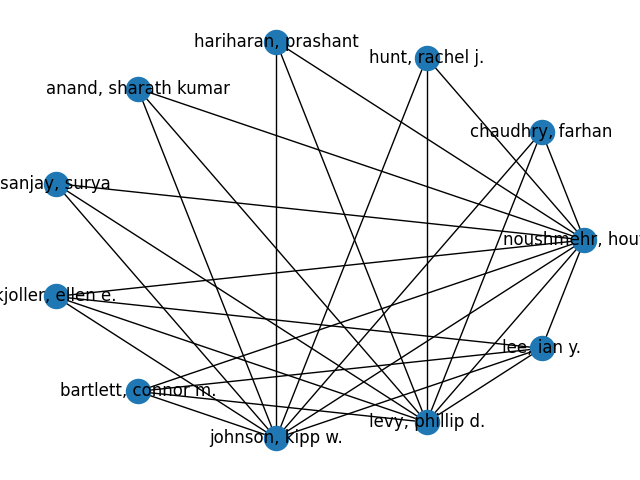 hariharan, prashant
hunt, rachel j.
anand, sharath kumar
chaudhry, farhan
sanjay, surya
noushmehr,
kjoller, ellen e.
lee, ian y.
bartlett, connor m.
levy, phillip d.
johnson, kipp w.